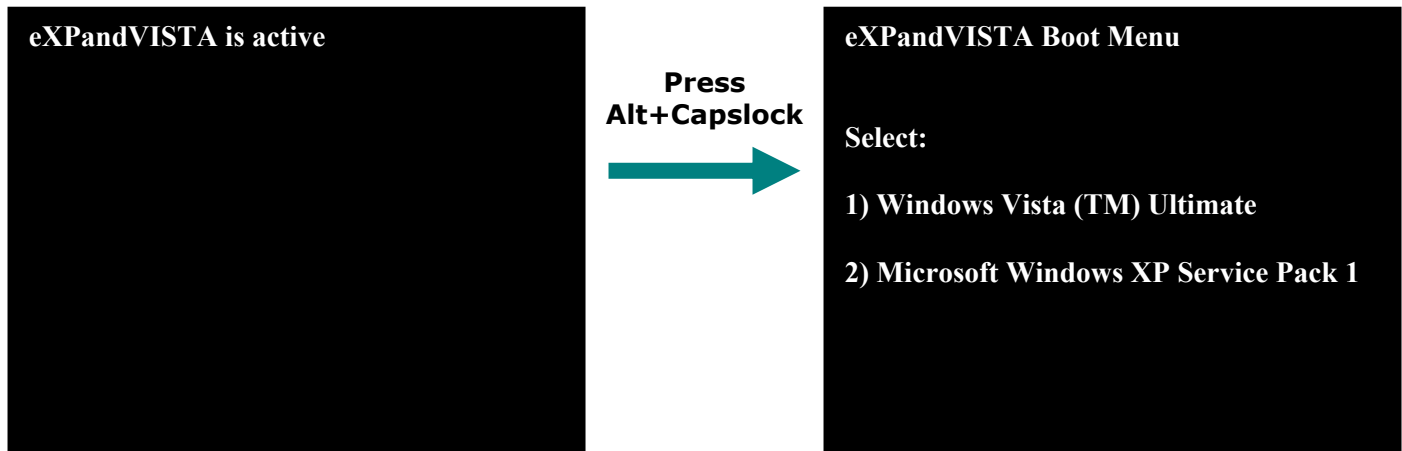 eXPandVISTA is active
Press
Alt+Capslock
eXPandVISTA Boot Menu
Select:
1) Windows Vista (TM) Ultimate
2) Microsoft Windows XP Service Pack 1